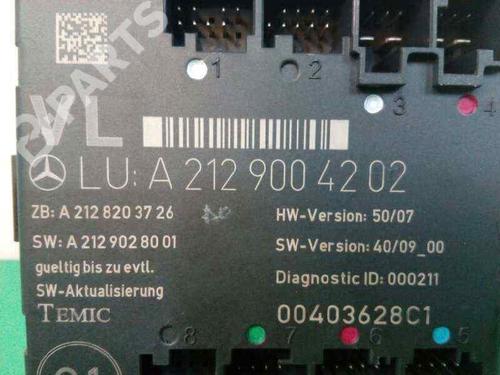 1
2
3
4
VL
LU: A 212 900 42 02
ZB: A 212 820 37 26
HW-Version: 50/07
SW: A 212 902 80 01
SW-Version: 40/09_00
gueltig bis zu evtl.
SW-Aktualisierung
Diagnostic ID: 000211
TEMIC
00403628C1
8
7
6
5